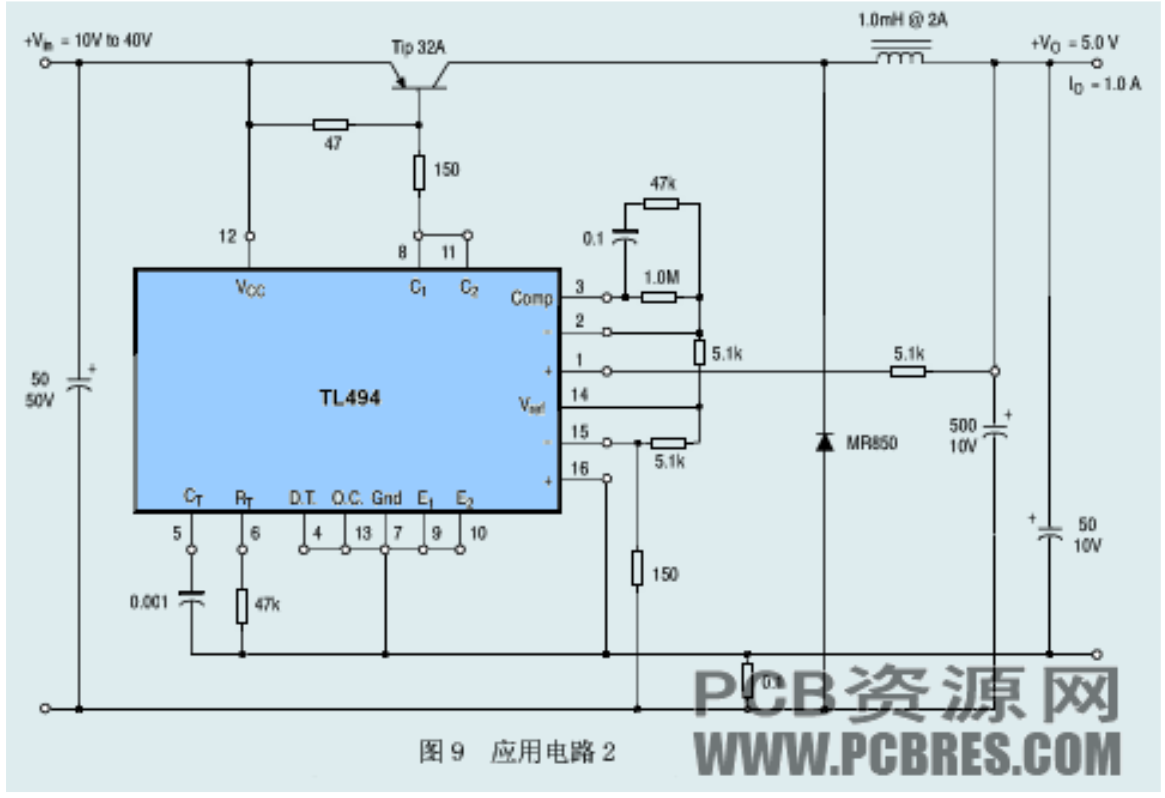 +Vin = 10V to 40V
Tip 32A
1.0mH @ 2A
+VO = 5.0 V
IO = 1.0 A
47
150
47k
0.1
1.0M
12
8
11
VCC
C1
C2
Comp
3
-
2
+
1
5.1k
5.1k
50
50V
+
TL494
Vref
14
-
15
5.1k
+
16
MR850
500
10V
+
CT
RT
D.T.
O.C.
Gnd
E1
E2
5
6
4
13
7
9
10
+
50
10V
0.001
47k
150
0.1
PCB资源网
WWW.PCBRES.COM
图 9 应用电路 2